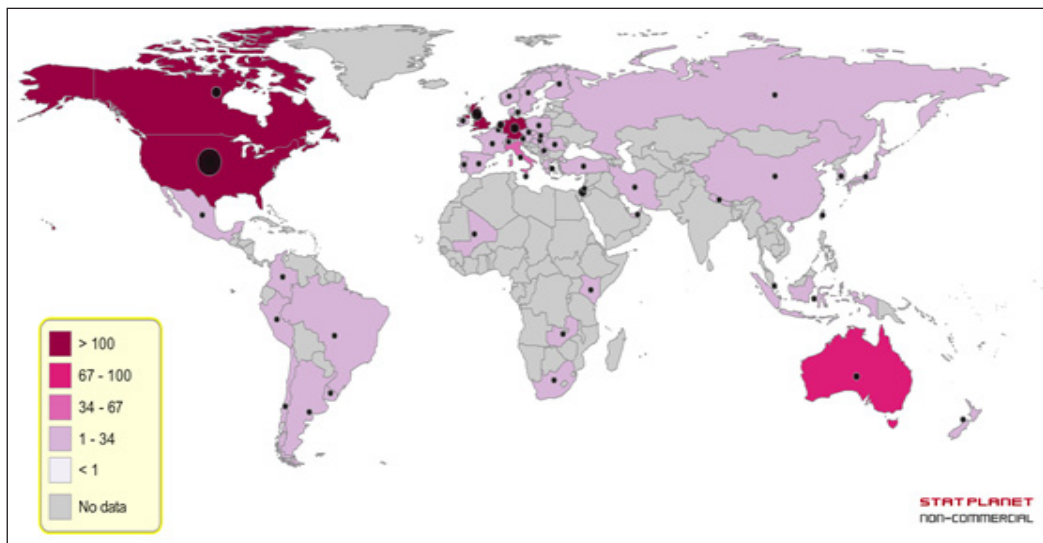 > 100
67 - 100
34 - 67
1 - 34
< 1
No data
STAT PLANET
NON-COMMERCIAL